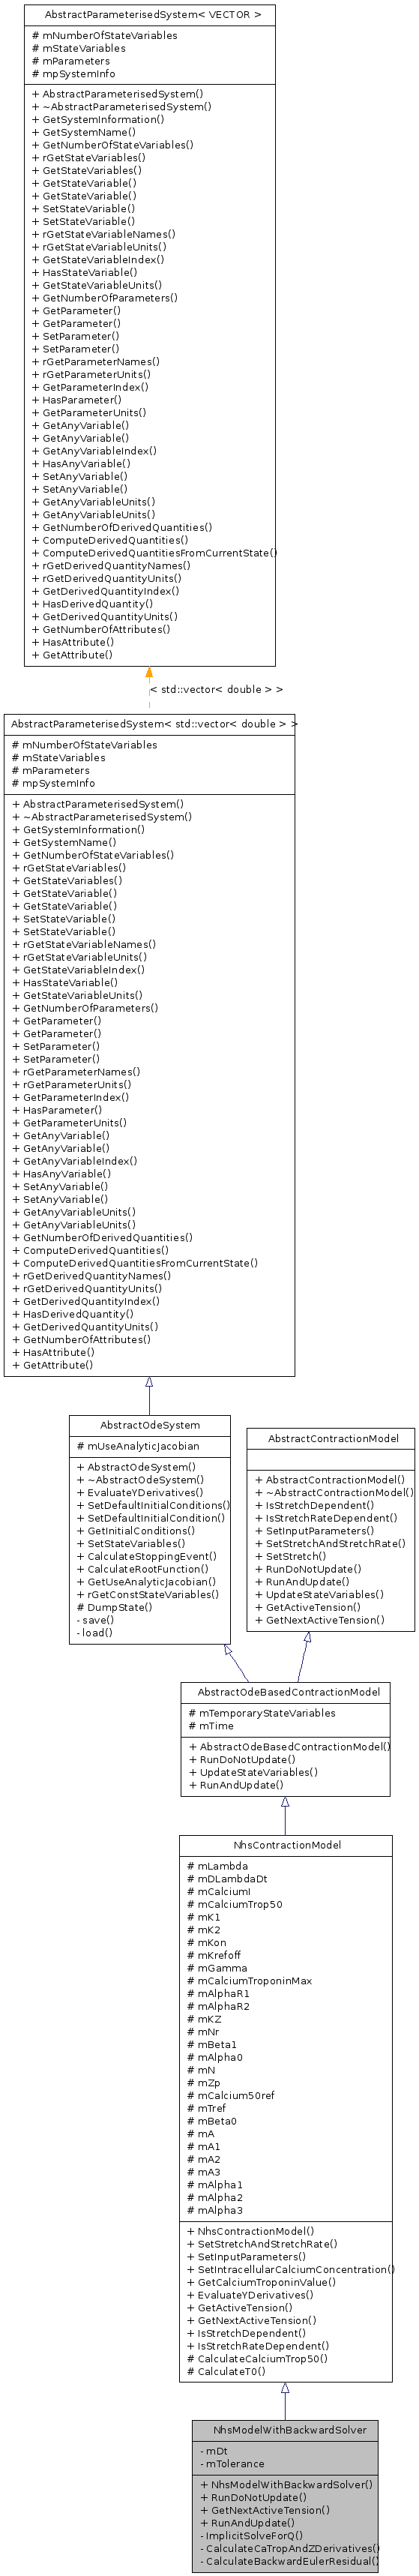 AbstractParameterisedSystem< VECTOR >
# mNumberOfStateVariables
# mStateVariables
# mParameters
# mpSystemInfo
+ AbstractParameterisedSystem()
+ ~AbstractParameterisedSystem()
+ GetSystemInformation()
+ GetSystemName()
+ GetNumberOfStateVariables()
+ rGetStateVariables()
+ GetStateVariables()
+ GetStateVariable()
+ GetStateVariable()
+ SetStateVariable()
+ SetStateVariable()
+ rGetStateVariableNames()
+ rGetStateVariableUnits()
+ GetStateVariableIndex()
+ HasStateVariable()
+ GetStateVariableUnits()
+ GetNumberOfParameters()
+ GetParameter()
+ GetParameter()
+ SetParameter()
+ SetParameter()
+ rGetParameterNames()
+ rGetParameterUnits()
+ GetParameterIndex()
+ HasParameter()
+ GetParameterUnits()
+ GetAnyVariable()
+ GetAnyVariable()
+ GetAnyVariableIndex()
+ HasAnyVariable()
+ SetAnyVariable()
+ SetAnyVariable()
+ GetAnyVariableUnits()
+ GetAnyVariableUnits()
+ GetNumberOfDerivedQuantities()
+ ComputeDerivedQuantities()
+ ComputeDerivedQuantitiesFromCurrentState()
+ rGetDerivedQuantityNames()
+ rGetDerivedQuantityUnits()
+ GetDerivedQuantityIndex()
+ HasDerivedQuantity()
+ GetDerivedQuantityUnits()
+ GetNumberOfAttributes()
+ HasAttribute()
+ GetAttribute()
< std::vector< double > >
AbstractParameterisedSystem< std::vector< double > >
# mNumberOfStateVariables
# mStateVariables
# mParameters
# mpSystemInfo
+ AbstractParameterisedSystem()
+ ~AbstractParameterisedSystem()
+ GetSystemInformation()
+ GetSystemName()
+ GetNumberOfStateVariables()
+ rGetStateVariables()
+ GetStateVariables()
+ GetStateVariable()
+ GetStateVariable()
+ SetStateVariable()
+ SetStateVariable()
+ rGetStateVariableNames()
+ rGetStateVariableUnits()
+ GetStateVariableIndex()
+ HasStateVariable()
+ GetStateVariableUnits()
+ GetNumberOfParameters()
+ GetParameter()
+ GetParameter()
+ SetParameter()
+ SetParameter()
+ rGetParameterNames()
+ rGetParameterUnits()
+ GetParameterIndex()
+ HasParameter()
+ GetParameterUnits()
+ GetAnyVariable()
+ GetAnyVariable()
+ GetAnyVariableIndex()
+ HasAnyVariable()
+ SetAnyVariable()
+ SetAnyVariable()
+ GetAnyVariableUnits()
+ GetAnyVariableUnits()
+ GetNumberOfDerivedQuantities()
+ ComputeDerivedQuantities()
+ ComputeDerivedQuantitiesFromCurrentState()
+ rGetDerivedQuantityNames()
+ rGetDerivedQuantityUnits()
+ GetDerivedQuantityIndex()
+ HasDerivedQuantity()
+ GetDerivedQuantityUnits()
+ GetNumberOfAttributes()
+ HasAttribute()
+ GetAttribute()
AbstractOdeSystem
# mUseAnalyticJacobian
+ AbstractOdeSystem()
+ ~AbstractOdeSystem()
+ EvaluateYDerivatives()
+ SetDefaultInitialConditions()
+ SetDefaultInitialCondition()
+ GetInitialConditions()
+ SetStateVariables()
+ CalculateStoppingEvent()
+ CalculateRootFunction()
+ GetUseAnalyticJacobian()
+ rGetConstStateVariables()
# DumpState()
- save()
- load()
AbstractContractionModel
+ AbstractContractionModel()
+ ~AbstractContractionModel()
+ IsStretchDependent()
+ IsStretchRateDependent()
+ SetInputParameters()
+ SetStretchAndStretchRate()
+ SetStretch()
+ RunDoNotUpdate()
+ RunAndUpdate()
+ UpdateStateVariables()
+ GetActiveTension()
+ GetNextActiveTension()
AbstractOdeBasedContractionModel
# mTemporaryStateVariables
# mTime
+ AbstractOdeBasedContractionModel()
+ RunDoNotUpdate()
+ UpdateStateVariables()
+ RunAndUpdate()
NhsContractionModel
# mLambda
# mDLambdaDt
# mCalciumI
# mCalciumTrop50
# mK1
# mK2
# mKon
# mKrefoff
# mGamma
# mCalciumTroponinMax
# mAlphaR1
# mAlphaR2
# mKZ
# mNr
# mBeta1
# mAlpha0
# mN
# mZp
# mCalcium50ref
# mTref
# mBeta0
# mA
# mA1
# mA2
# mA3
# mAlpha1
# mAlpha2
# mAlpha3
+ NhsContractionModel()
+ SetStretchAndStretchRate()
+ SetInputParameters()
+ SetIntracellularCalciumConcentration()
+ GetCalciumTroponinValue()
+ EvaluateYDerivatives()
+ GetActiveTension()
+ GetNextActiveTension()
+ IsStretchDependent()
+ IsStretchRateDependent()
# CalculateCalciumTrop50()
# CalculateT0()
NhsModelWithBackwardSolver
- mDt
- mTolerance
+ NhsModelWithBackwardSolver()
+ RunDoNotUpdate()
+ GetNextActiveTension()
+ RunAndUpdate()
- ImplicitSolveForQ()
- CalculateCaTropAndZDerivatives()
- CalculateBackwardEulerResidual()